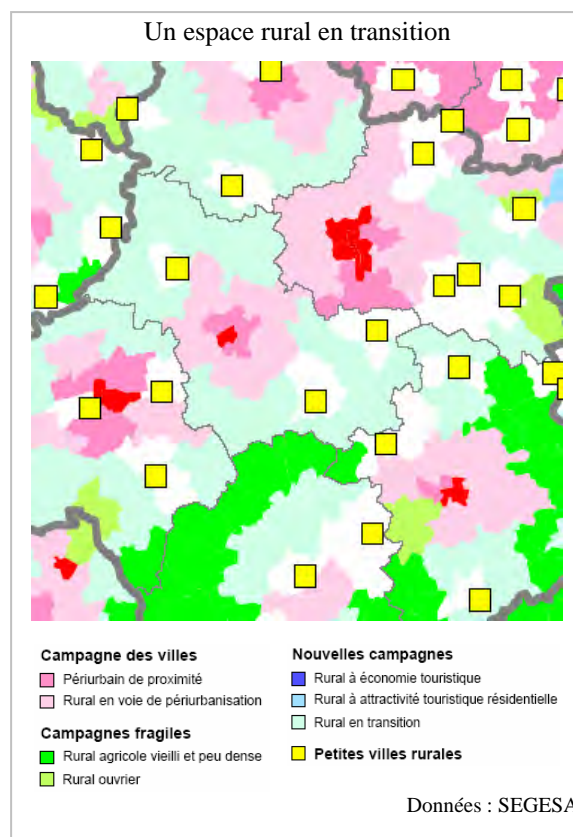 Un espace rural en transition
Campagne des villes
Périurbain de proximité
Rural en voie de périurbanisation
Campagnes fragiles
Rural agricole vieilli et peu dense
Rural ouvrier
Nouvelles campagnes
Rural à économie touristique
Rural à attractivité touristique résidentielle
Rural en transition
Petites villes rurales
Données : SEGESA